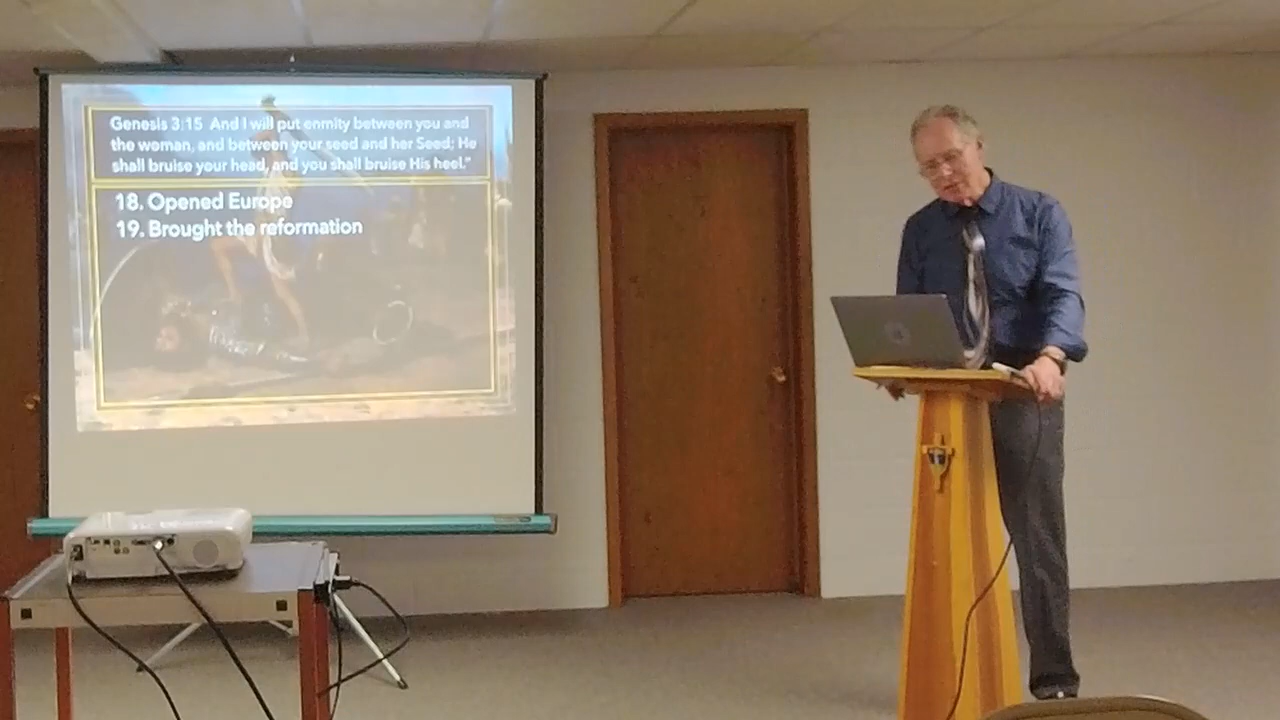 Genesis 3:15 And I will put enmity between you and
the woman, and between your seed and her Seed; He
shall bruise your head, and you shall bruise His heel."
18. Opened Europe
19. Brought the reformation